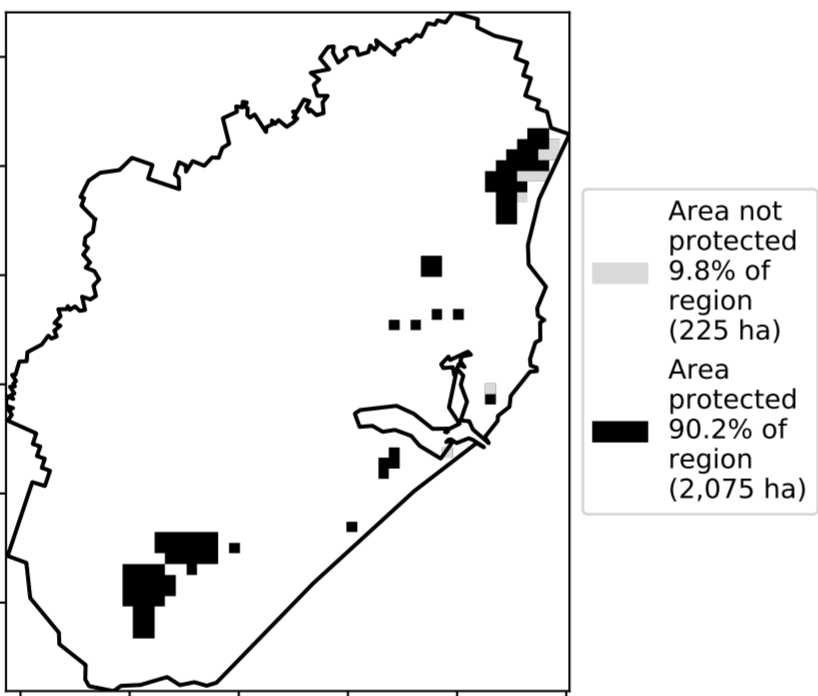 Area not
protected
9.8% of
region
(225 ha)
Area
protected
90.2% of
region
(2,075 ha)